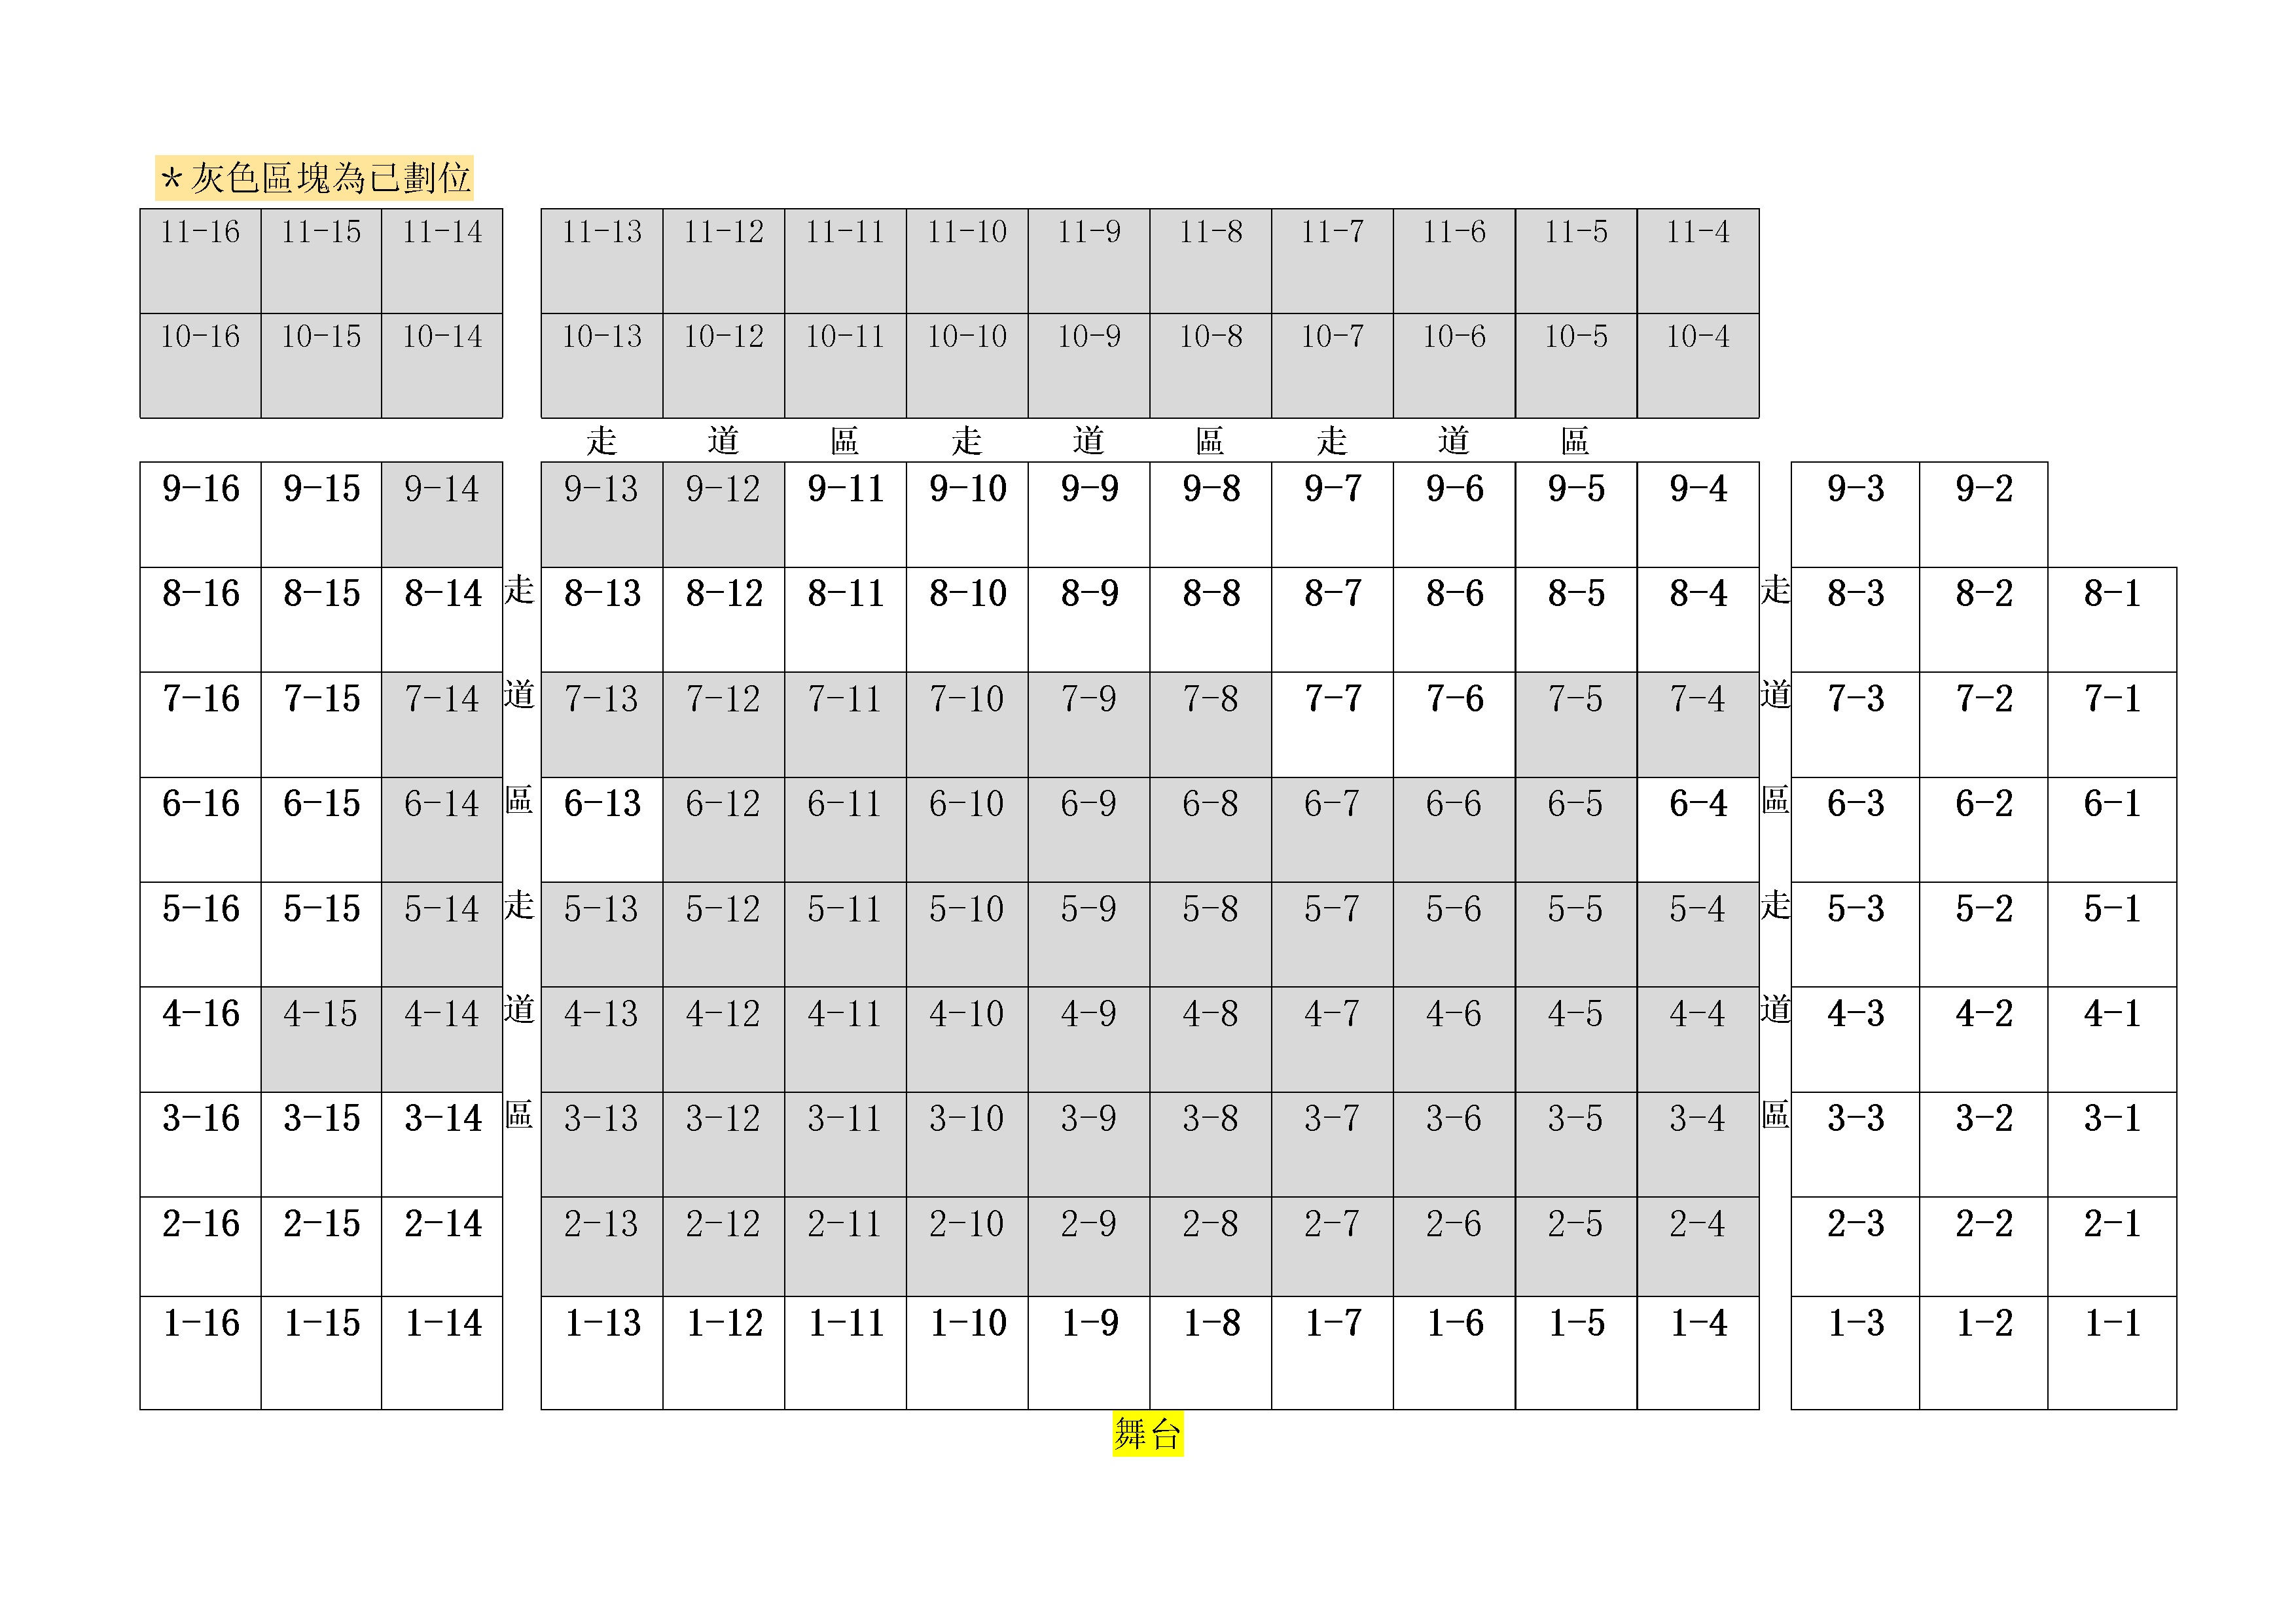 ＊灰色區塊為已劃位
11-16 11-15 11-14 11-13 11-12 11-11 11-10 11-9 11-8 11-7 11-6 11-5 11-4
10-16 10-15 10-14 10-13 10-12 10-11 10-10 10-9 10-8 10-7 10-6 10-5 10-4
走 道 區 走 道 區 走 道 區
9-16 9-15 9-14 9-13 9-12 9-11 9-10 9-9 9-8 9-7 9-6 9-5 9-4 9-3 9-2
8-16 8-15 8-14 走 8-13 8-12 8-11 8-10 8-9 8-8 8-7 8-6 8-5 8-4 走 8-3 8-2 8-1
7-16 7-15 7-14 道 7-13 7-12 7-11 7-10 7-9 7-8 7-7 7-6 7-5 7-4 道 7-3 7-2 7-1
6-16 6-15 6-14 區 6-13 6-12 6-11 6-10 6-9 6-8 6-7 6-6 6-5 6-4 區 6-3 6-2 6-1
5-16 5-15 5-14 走 5-13 5-12 5-11 5-10 5-9 5-8 5-7 5-6 5-5 5-4 走 5-3 5-2 5-1
4-16 4-15 4-14 道 4-13 4-12 4-11 4-10 4-9 4-8 4-7 4-6 4-5 4-4 道 4-3 4-2 4-1
3-16 3-15 3-14 區 3-13 3-12 3-11 3-10 3-9 3-8 3-7 3-6 3-5 3-4 區 3-3 3-2 3-1
2-16 2-15 2-14 2-13 2-12 2-11 2-10 2-9 2-8 2-7 2-6 2-5 2-4 2-3 2-2 2-1
1-16 1-15 1-14 1-13 1-12 1-11 1-10 1-9 1-8 1-7 1-6 1-5 1-4 1-3 1-2 1-1
舞台